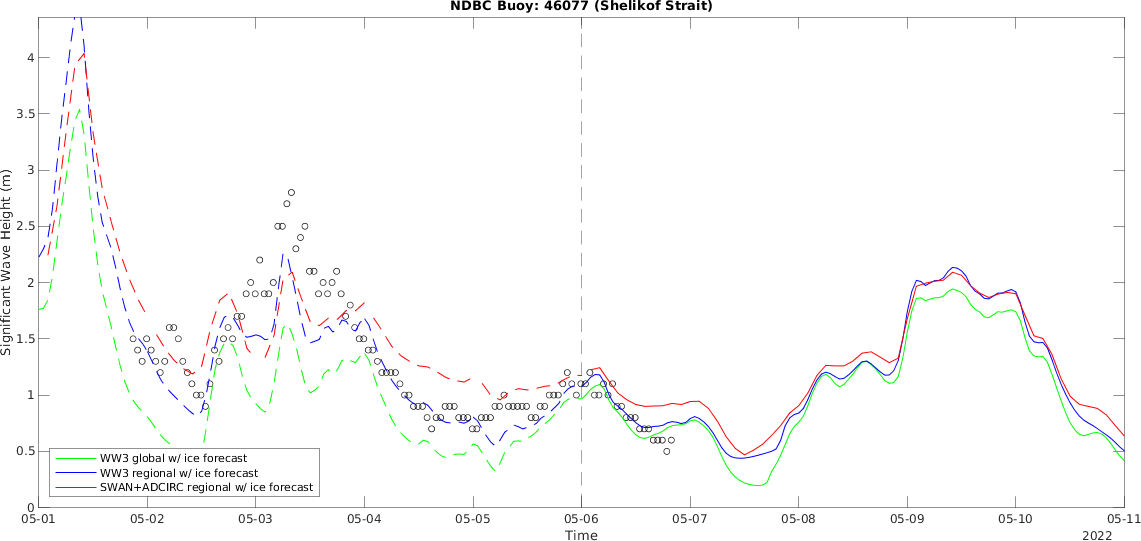 NDBC Buoy: 46077 (Shelikof Strait)
Significant Wave Height (m)
4
3.5
3
2.5
2
1.5
1
0.5
0
WW3 global w/ ice forecast
WW3 regional w/ ice forecast
SWAN+ADCIRC regional w/ ice forecast
05-01 05-02 05-03 05-04 05-05 05-06 05-07 05-08 05-09 05-10 05-11
Time
2022